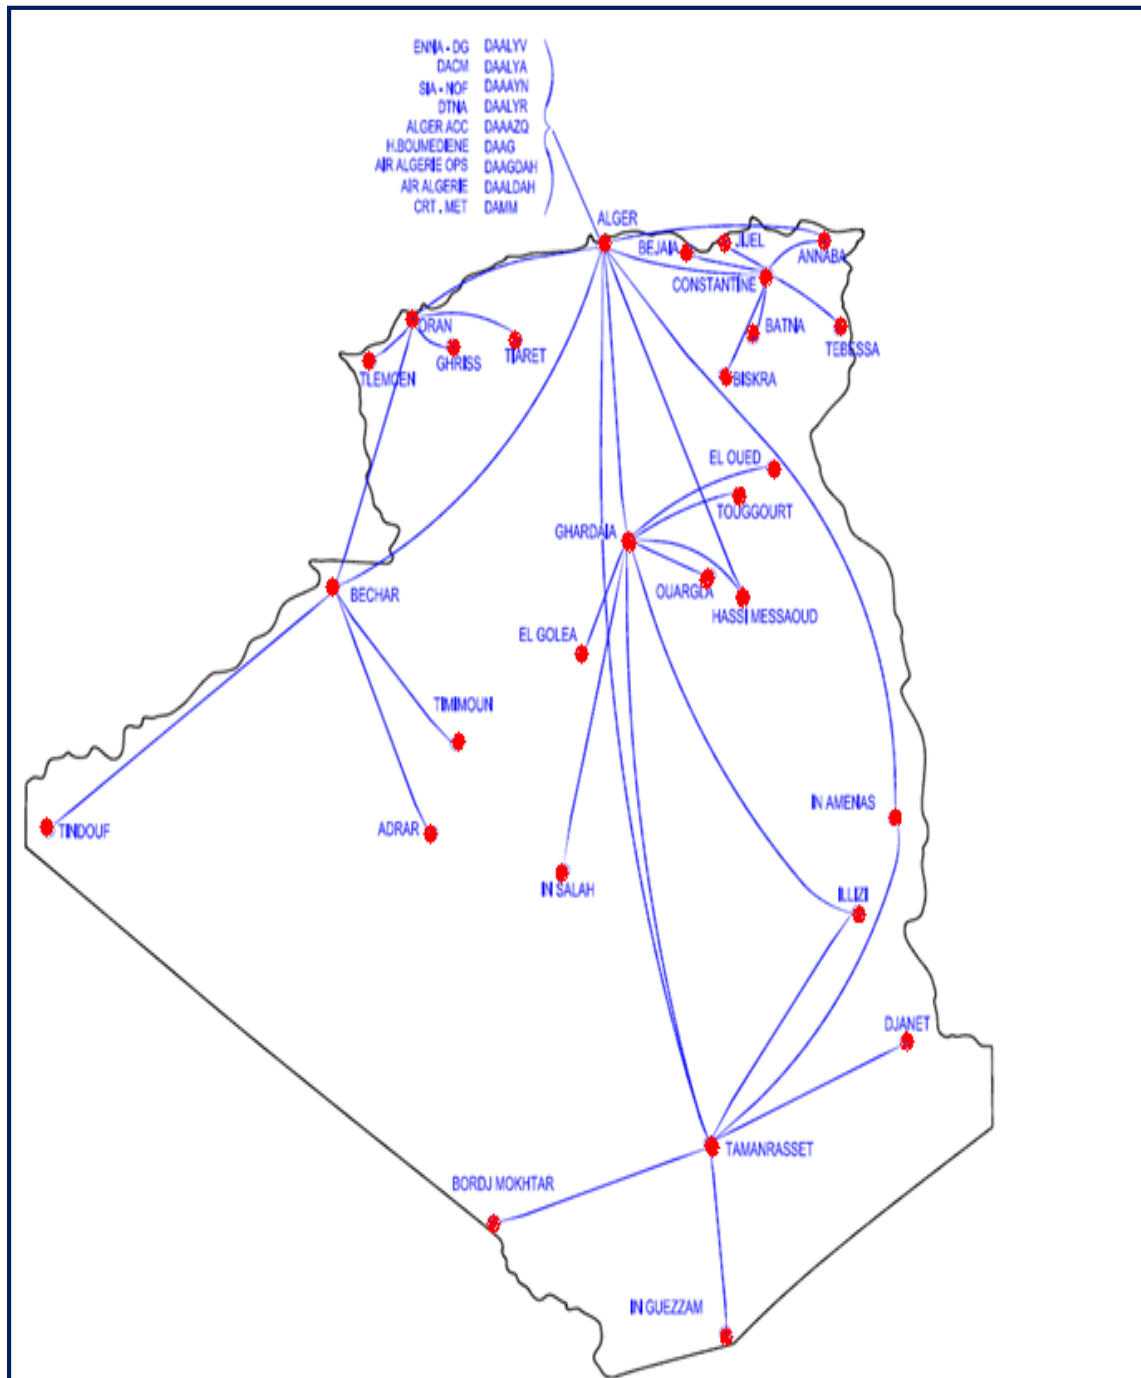 ENNA - DG DAALYV
DACM DAALYA
SIA - NOF DAAAYN
DTNA DAALYR
ALGER ACC DAAAZQ
H.BOUMEDIENE DAAG
AIR ALGERIE OPS DAAGDAH
AIR ALGERIE DAALDAH
CRT . MET DAMM
ALGER
BEJAIA
JIJEL
ANNABA
CONSTANTINE
ORAN
BATNA
TEBESSA
TLEMCEN
GHRISS
TIARET
BISKRA
EL OUED
TOUGGOURT
GHARDAIA
BECHAR
OUARGLA
HASSI MESSAOUD
EL GOLEA
TIMIMOUN
IN AMENAS
TINDOUF
ADRAR
IN SALAH
ILLIZI
DJANET
TAMANRASSET
BORDJ MOKHTAR
IN GUEZZAM